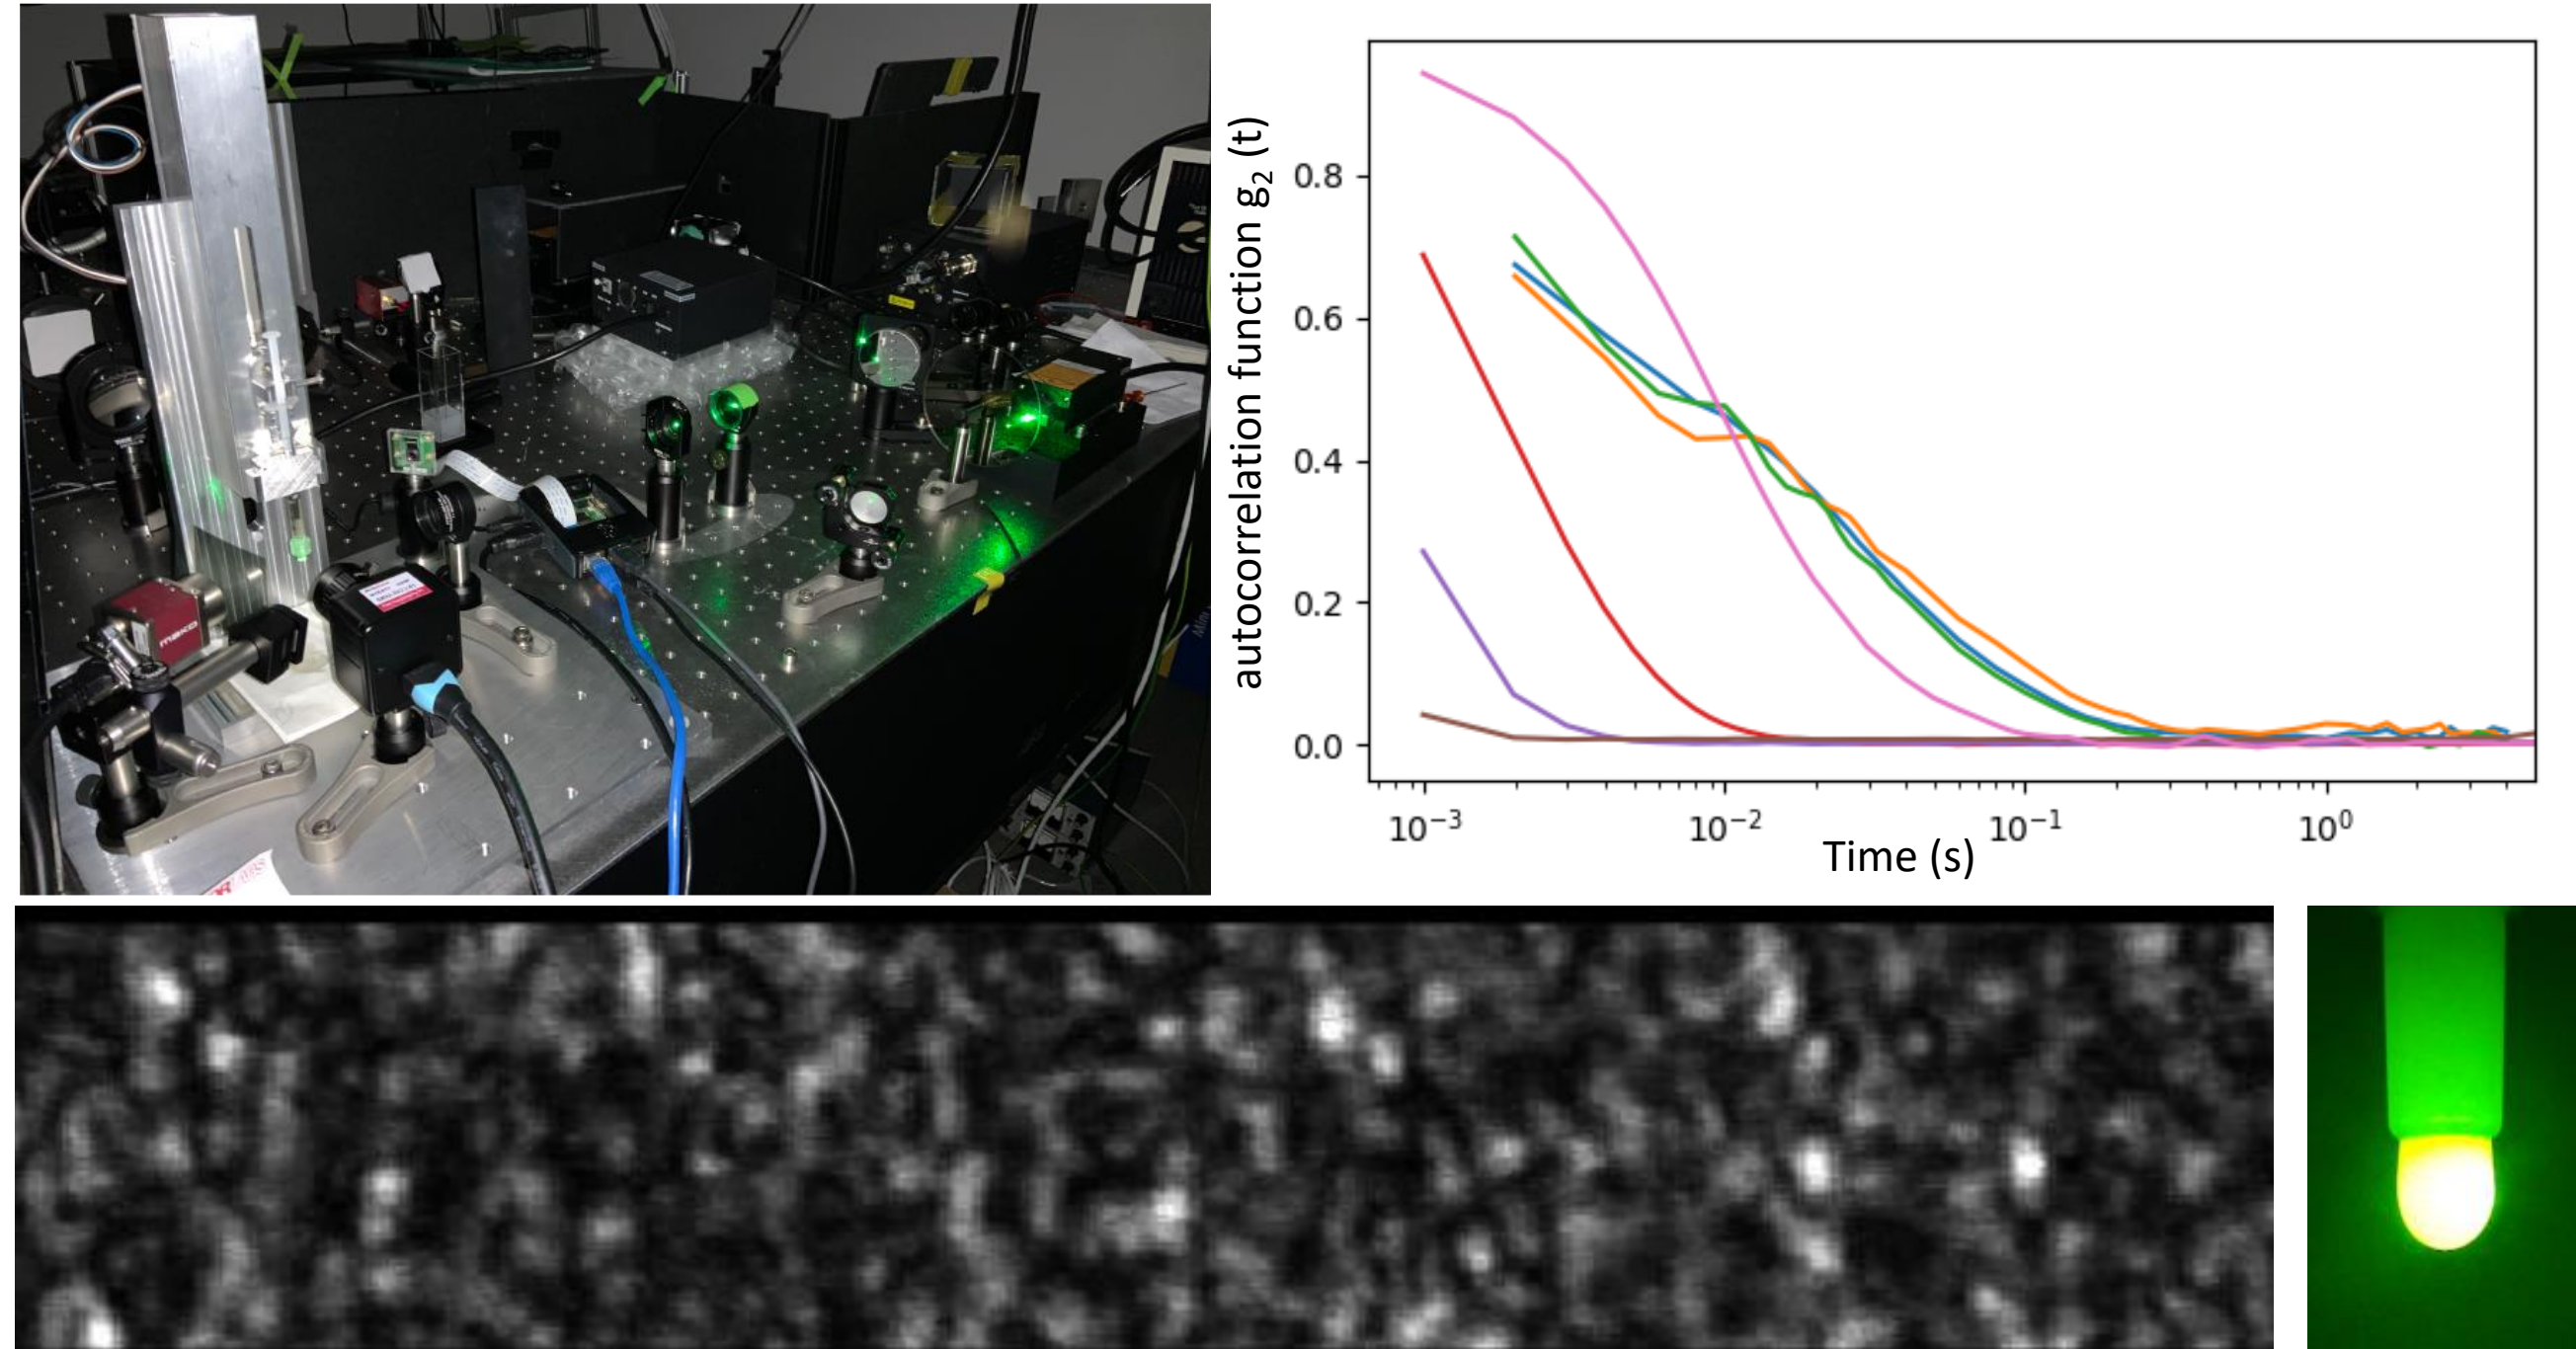 mako
Mini
autocorrelation function g₂ (t)
0.8
0.6
0.4
0.2
0.0
10⁻³ 10⁻² 10⁻¹ 10⁰
Time (s)